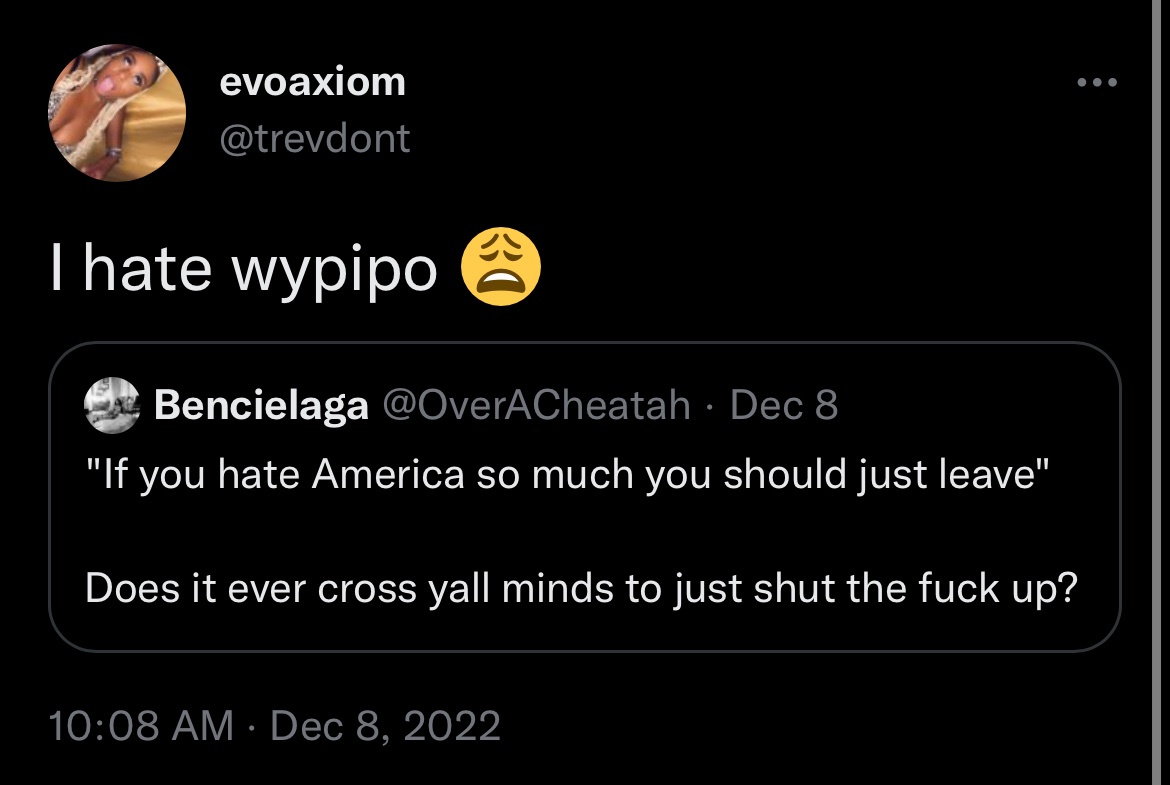 evoaxiom
@trevdont
I hate wypipo 😩
Bencielaga @OverACheatah · Dec 8
"If you hate America so much you should just leave"
Does it ever cross yall minds to just shut the fuck up?
10:08 AM · Dec 8, 2022